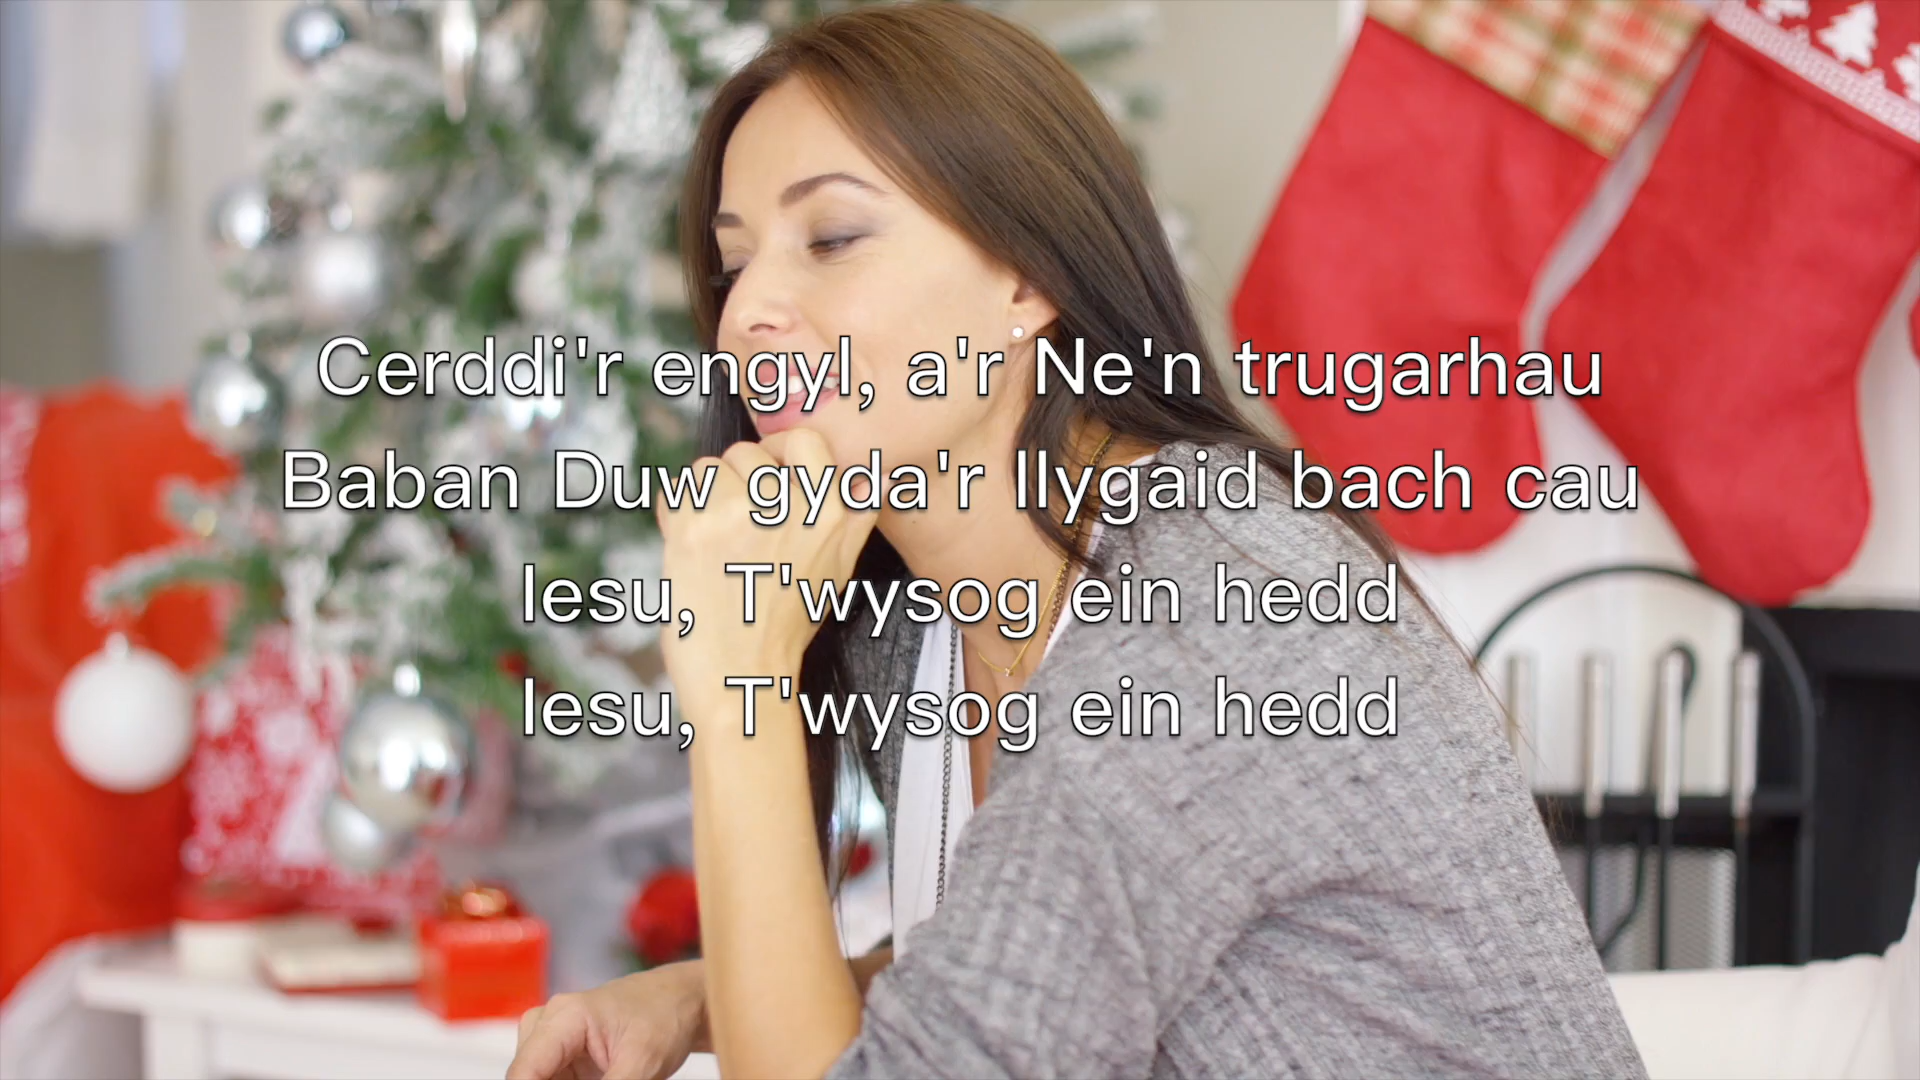 Cerddi'r engyl, a'r Ne'n trugarhau
Baban Duw gyda'r llygaid bach cau
Iesu, T'wysog ein hedd
Iesu, T'wysog ein hedd